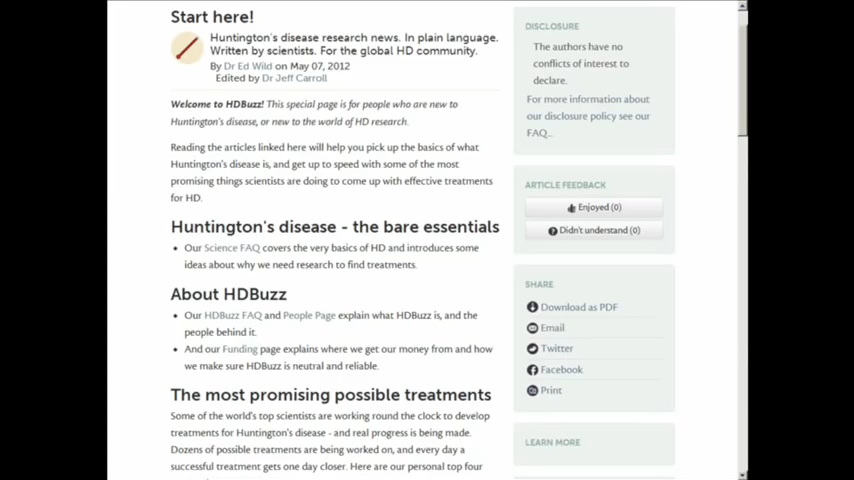 Start here!
Huntington's disease research news. In plain language.
Written by scientists. For the global HD community.
By Dr Ed Wild on May 07, 2012
Edited by Dr Jeff Carroll
Welcome to HDBuzz! This special page is for people who are new to
Huntington's disease, or new to the world of HD research.
Reading the articles linked here will help you pick up the basics of what
Huntington's disease is, and get up to speed with some of the most
promising things scientists are doing to come up with effective treatments
for HD.
Huntington's disease - the bare essentials
• Our Science FAQ covers the very basics of HD and introduces some
ideas about why we need research to find treatments.
About HDBuzz
• Our HDBuzz FAQ and People Page explain what HDBuzz is, and the
people behind it.
• And our Funding page explains where we get our money from and how
we make sure HDBuzz is neutral and reliable.
The most promising possible treatments
Some of the world's top scientists are working round the clock to develop
treatments for Huntington's disease - and real progress is being made.
Dozens of possible treatments are being worked on, and every day a
successful treatment gets one day closer. Here are our personal top four
DISCLOSURE
The authors have no
conflicts of interest to
declare.
For more information about
our disclosure policy see our
FAQ...
ARTICLE FEEDBACK
Enjoyed (0)
Didn't understand (0)
SHARE
Download as PDF
Email
Twitter
Facebook
Print
LEARN MORE